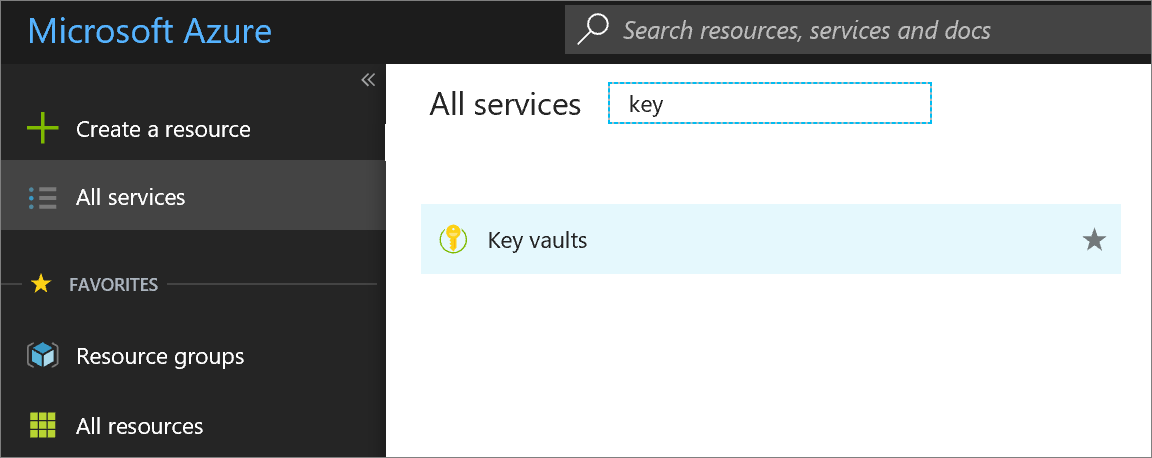 Microsoft Azure
Search resources, services and docs
Create a resource
All services
FAVORITES
Resource groups
All resources
All services
key
Key vaults